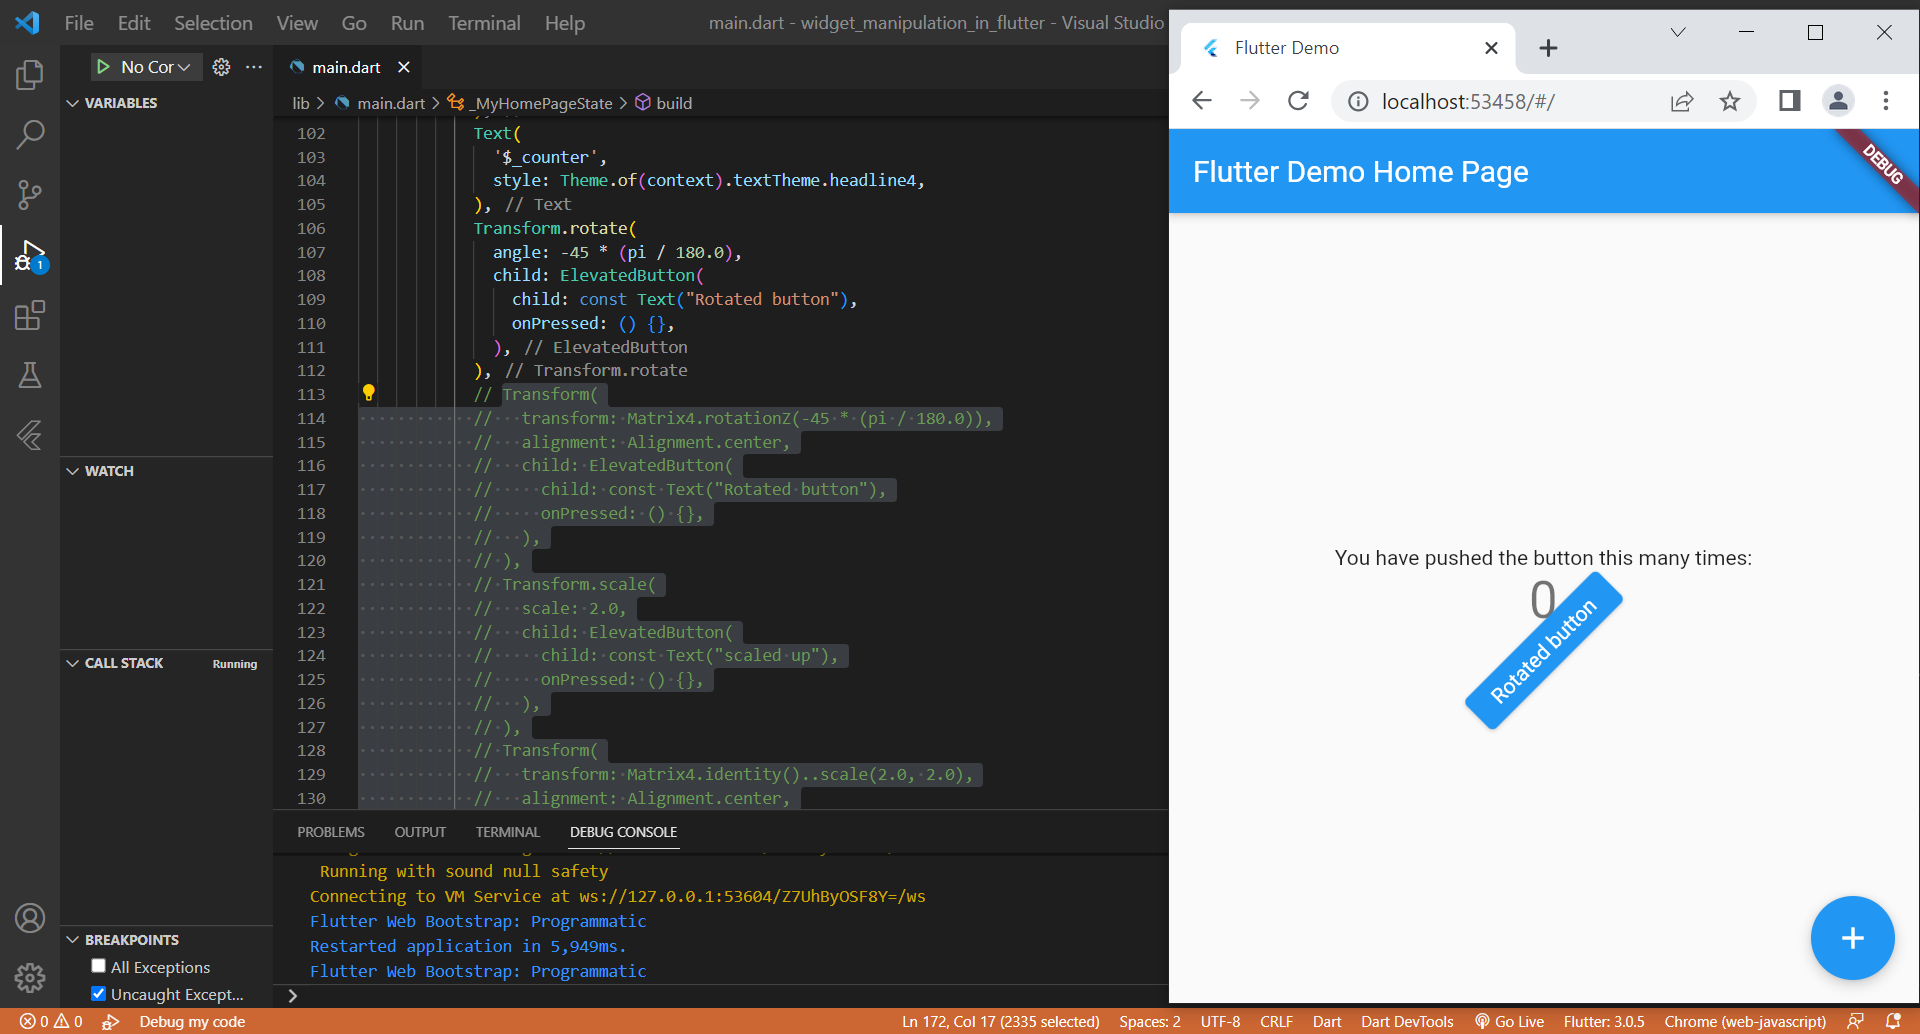 File Edit Selection View Go Run Terminal Help main.dart - widget_manipulation_in_flutter - Visual Studio
No Cor
main.dart
VARIABLES
lib > main.dart > _MyHomePageState > build
102 Text(
103 '$_counter',
104 style: Theme.of(context).textTheme.headline4,
105 ), // Text
106 Transform.rotate(
107 angle: -45 * (pi / 180.0),
108 child: ElevatedButton(
109 child: const Text("Rotated button"),
110 onPressed: () {},
111 ), // ElevatedButton
112 ), // Transform.rotate
113 // Transform(
114 // transform: Matrix4.rotationZ(-45 * (pi / 180.0)),
115 // alignment: Alignment.center,
116 // child: ElevatedButton(
117 // child: const Text("Rotated button"),
118 // onPressed: () {},
119 // ),
120 // ),
121 // Transform.scale(
122 // scale: 2.0,
123 // child: ElevatedButton(
124 // child: const Text("scaled up"),
125 // onPressed: () {},
126 // ),
127 // ),
128 // Transform(
129 // transform: Matrix4.identity()..scale(2.0, 2.0),
130 // alignment: Alignment.center,
1
WATCH
CALL STACK Running
BREAKPOINTS
All Exceptions
Uncaught Except...
PROBLEMS OUTPUT TERMINAL DEBUG CONSOLE
Running with sound null safety
Connecting to VM Service at ws://127.0.0.1:53604/Z7UhByOSF8Y=/ws
Flutter Web Bootstrap: Programmatic
Restarted application in 5,949ms.
Flutter Web Bootstrap: Programmatic
>
Flutter Demo
localhost:53458/#/
Flutter Demo Home Page
DEBUG
You have pushed the button this many times:
0
Rotated button
+
0 0 Debug my code Ln 172, Col 17 (2335 selected) Spaces: 2 UTF-8 CRLF Dart Dart DevTools Go Live Flutter: 3.0.5 Chrome (web-javascript)